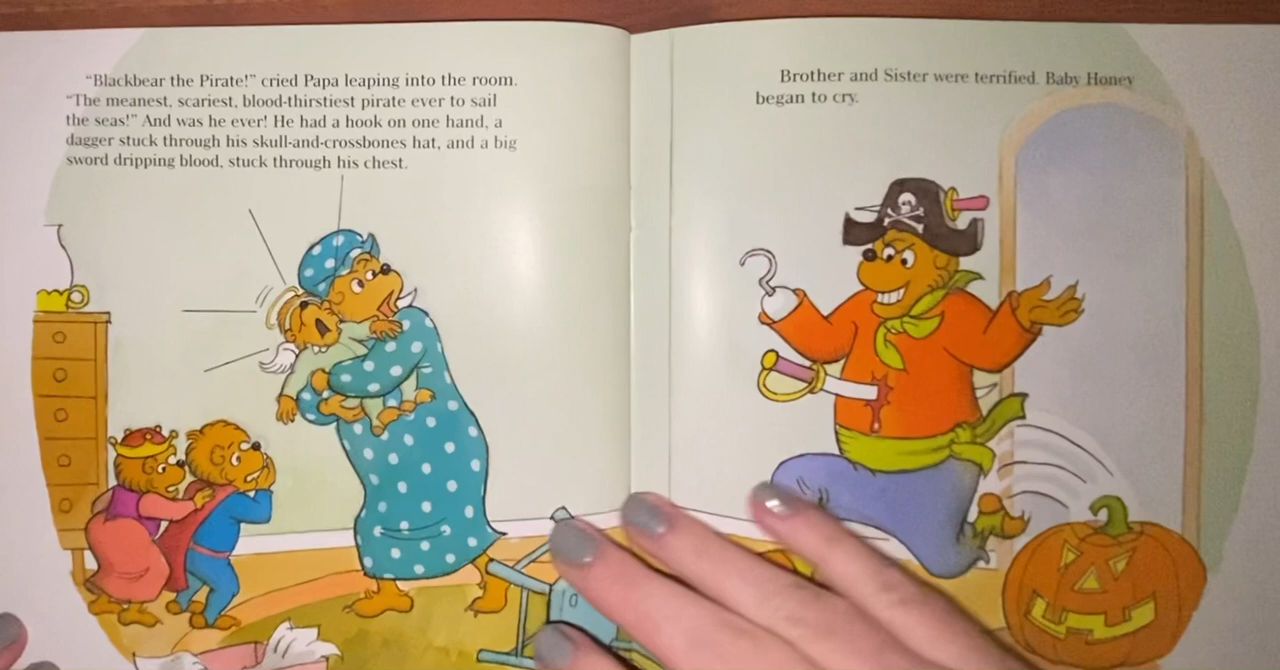 “Blackbear the Pirate!” cried Papa leaping into the room.
“The meanest, scariest, blood-thirstiest pirate ever to sail
the seas!” And was he ever! He had a hook on one hand, a
dagger stuck through his skull-and-crossbones hat, and a big
sword dripping blood, stuck through his chest.
Brother and Sister were terrified. Baby Honey
began to cry.